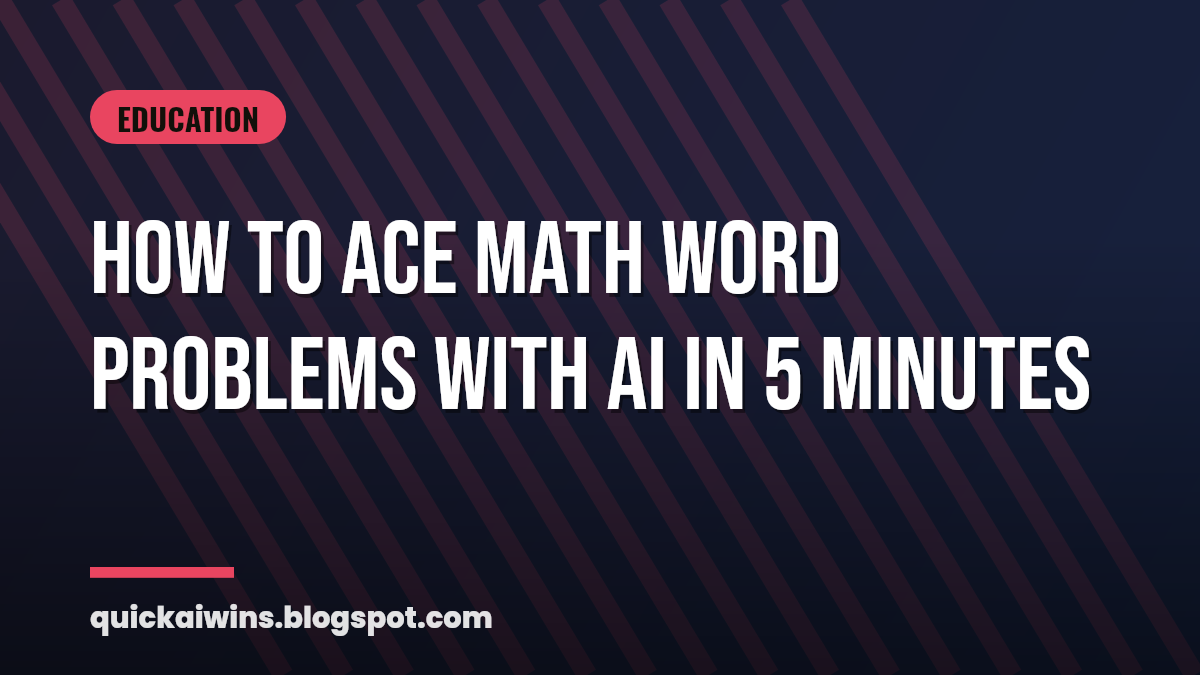 EDUCATION
HOW TO ACE MATH WORD
PROBLEMS WITH AI IN 5 MINUTES
quickaiwins.blogspot.com